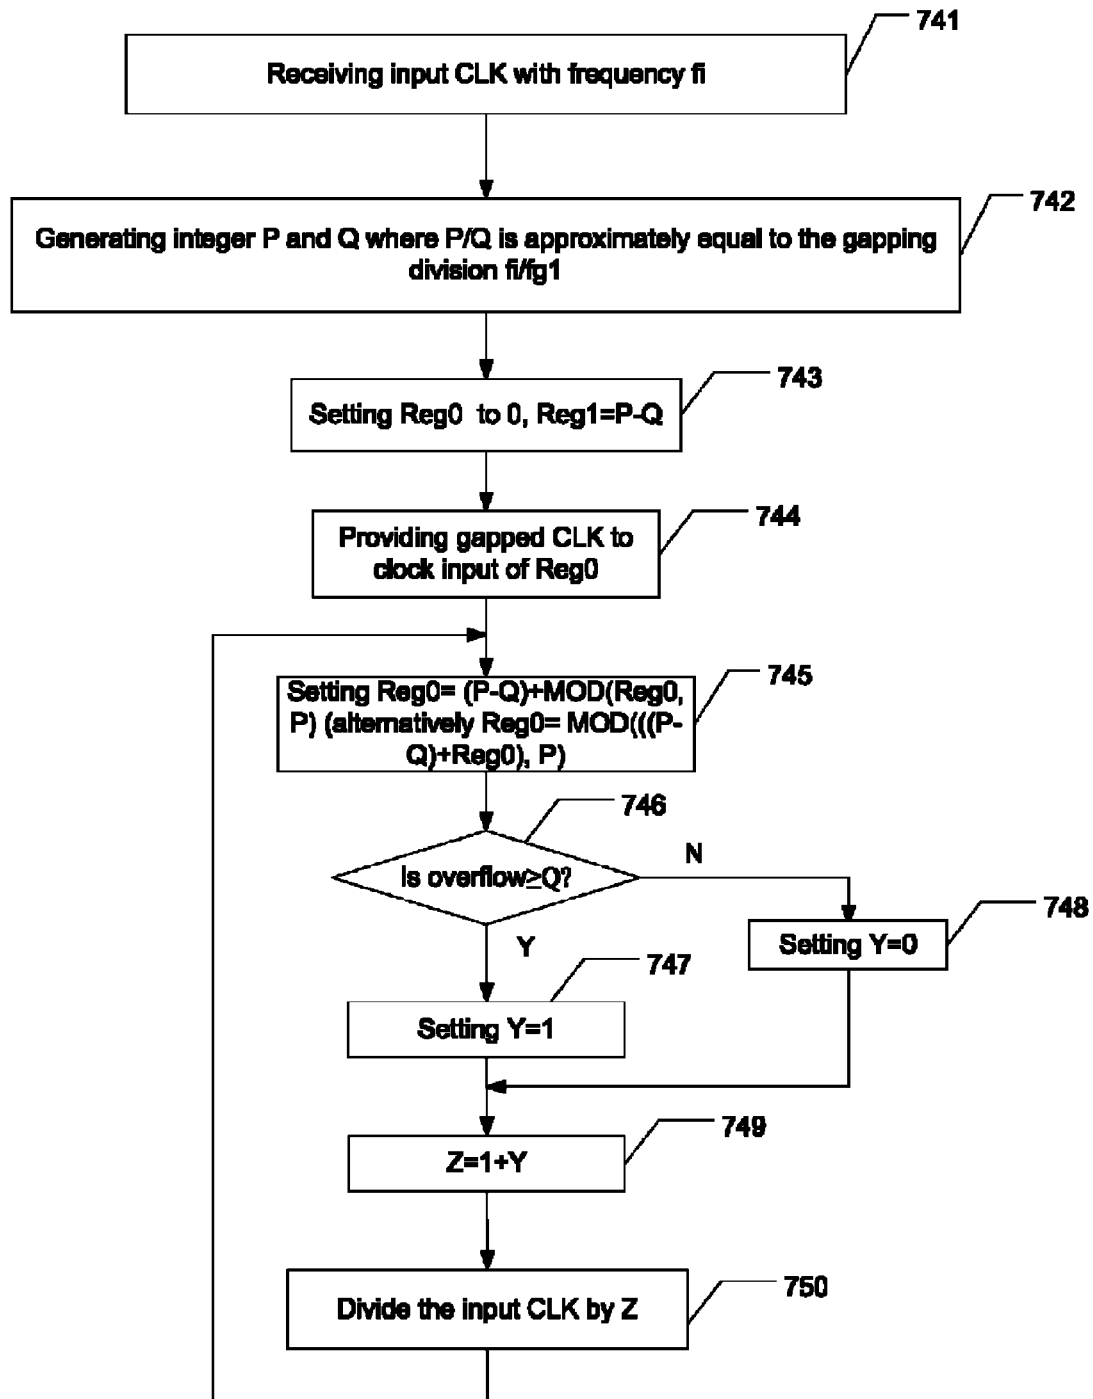 741
Receiving input CLK with frequency fi
742
Generating integer P and Q where P/Q is approximately equal to the gapping
division fi/fg1
743
Setting Reg0 to 0, Reg1=P-Q
744
Providing gapped CLK to
clock input of Reg0
745
Setting Reg0= (P-Q)+MOD(Reg0,
P) (alternatively Reg0= MOD(((P-
Q)+Reg0), P)
746
Is overflow≥Q?
N
Y
748
Setting Y=0
747
Setting Y=1
749
Z=1+Y
750
Divide the input CLK by Z